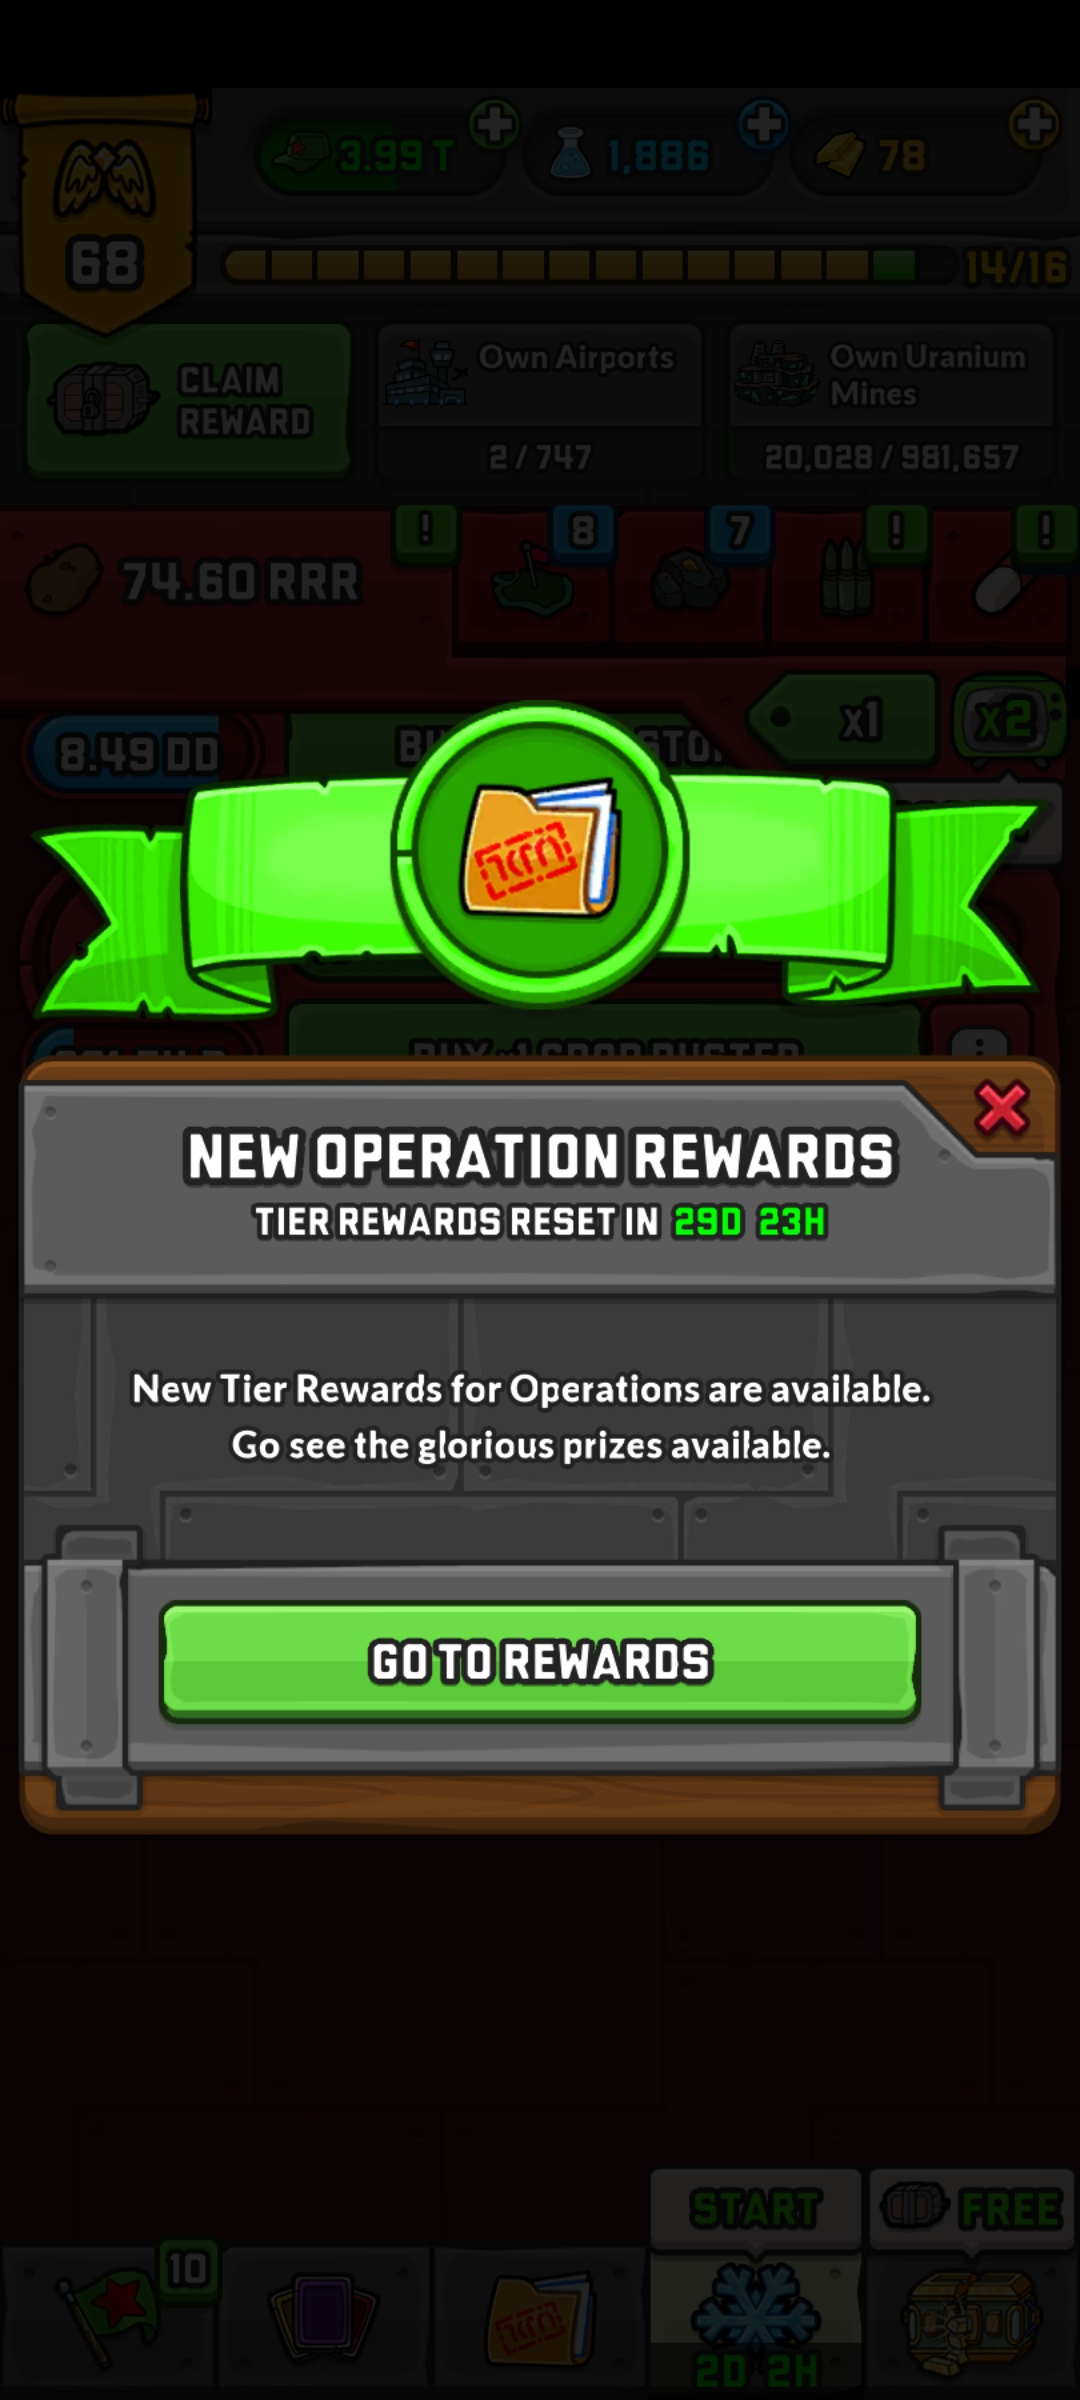 3.99 T
1,886
78
68
14/16
CLAIM
REWARD
Own Airports
2 / 747
Own Uranium
Mines
20,028 / 981,657
!
8
7
!
!
74.60 RRR
x1
x2
8.49 DD
NEW OPERATION REWARDS
TIER REWARDS RESET IN 29D 23H
New Tier Rewards for Operations are available.
Go see the glorious prizes available.
GO TO REWARDS
START
FREE
10
2D 2H